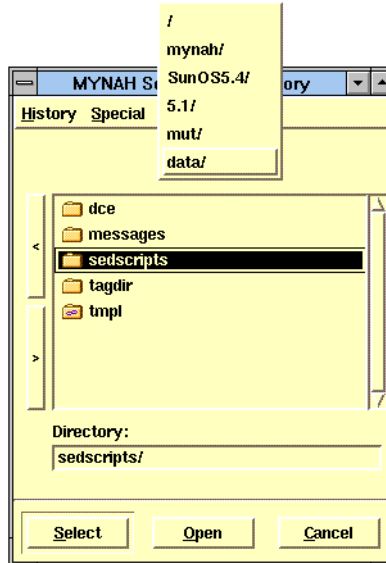 /
mynah/
SunOS5.4/
5.1/
mut/
data/
MYNAH S ory
History Special
dce
messages
sedscripts
tagdir
tmpl
<
>
Directory:
sedscripts/
Select Open Cancel